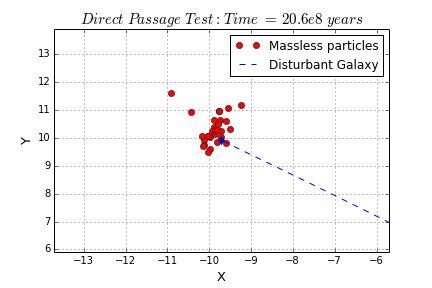 Direct Passage Test : Time = 20.6e8 years
Massless particles
Disturbant Galaxy
13
12
11
10
9
8
7
6
Y
−13 −12 −11 −10 −9 −8 −7 −6
X